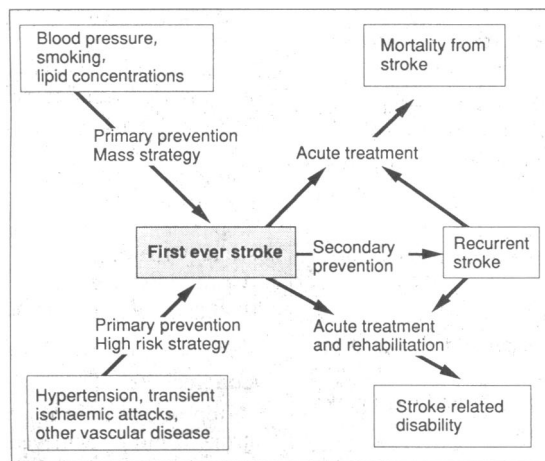 Blood pressure,
smoking,
lipid concentrations
Mortality from
stroke
Primary prevention
Mass strategy
Acute treatment
First ever stroke
Secondary
prevention
Recurrent
stroke
Primary prevention
High risk strategy
Acute treatment
and rehabilitation
Hypertension, transient
ischaemic attacks,
other vascular disease
Stroke related
disability